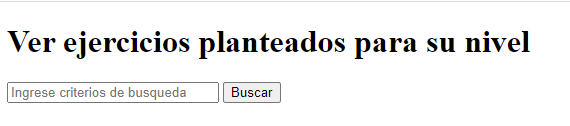 Ver ejercicios planteados para su nivel
Ingrese criterios de busqueda Buscar